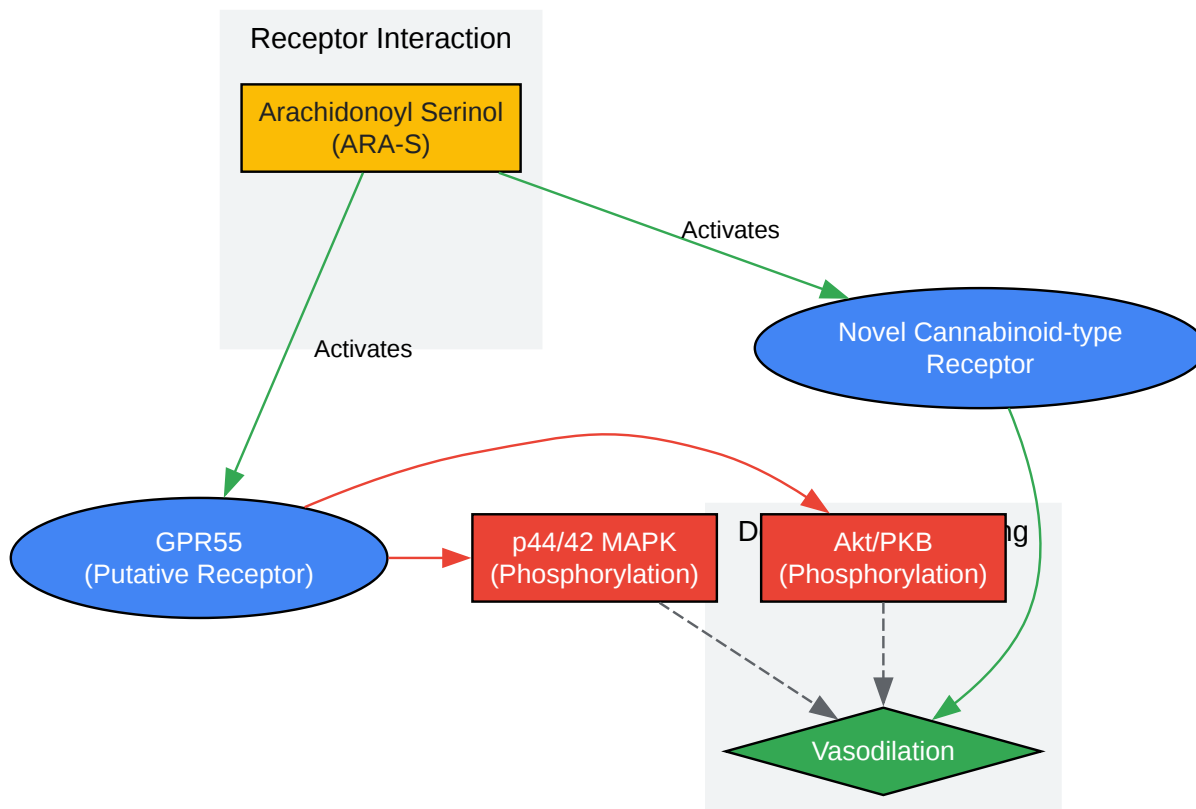 Receptor Interaction
Arachidonoyl Serinol
(ARA-S)
Activates
Novel Cannabinoid-type
Receptor
Activates
GPR55
(Putative Receptor)
p44/42 MAPK
(Phosphorylation)
Akt/PKB
(Phosphorylation)
Vasodilation